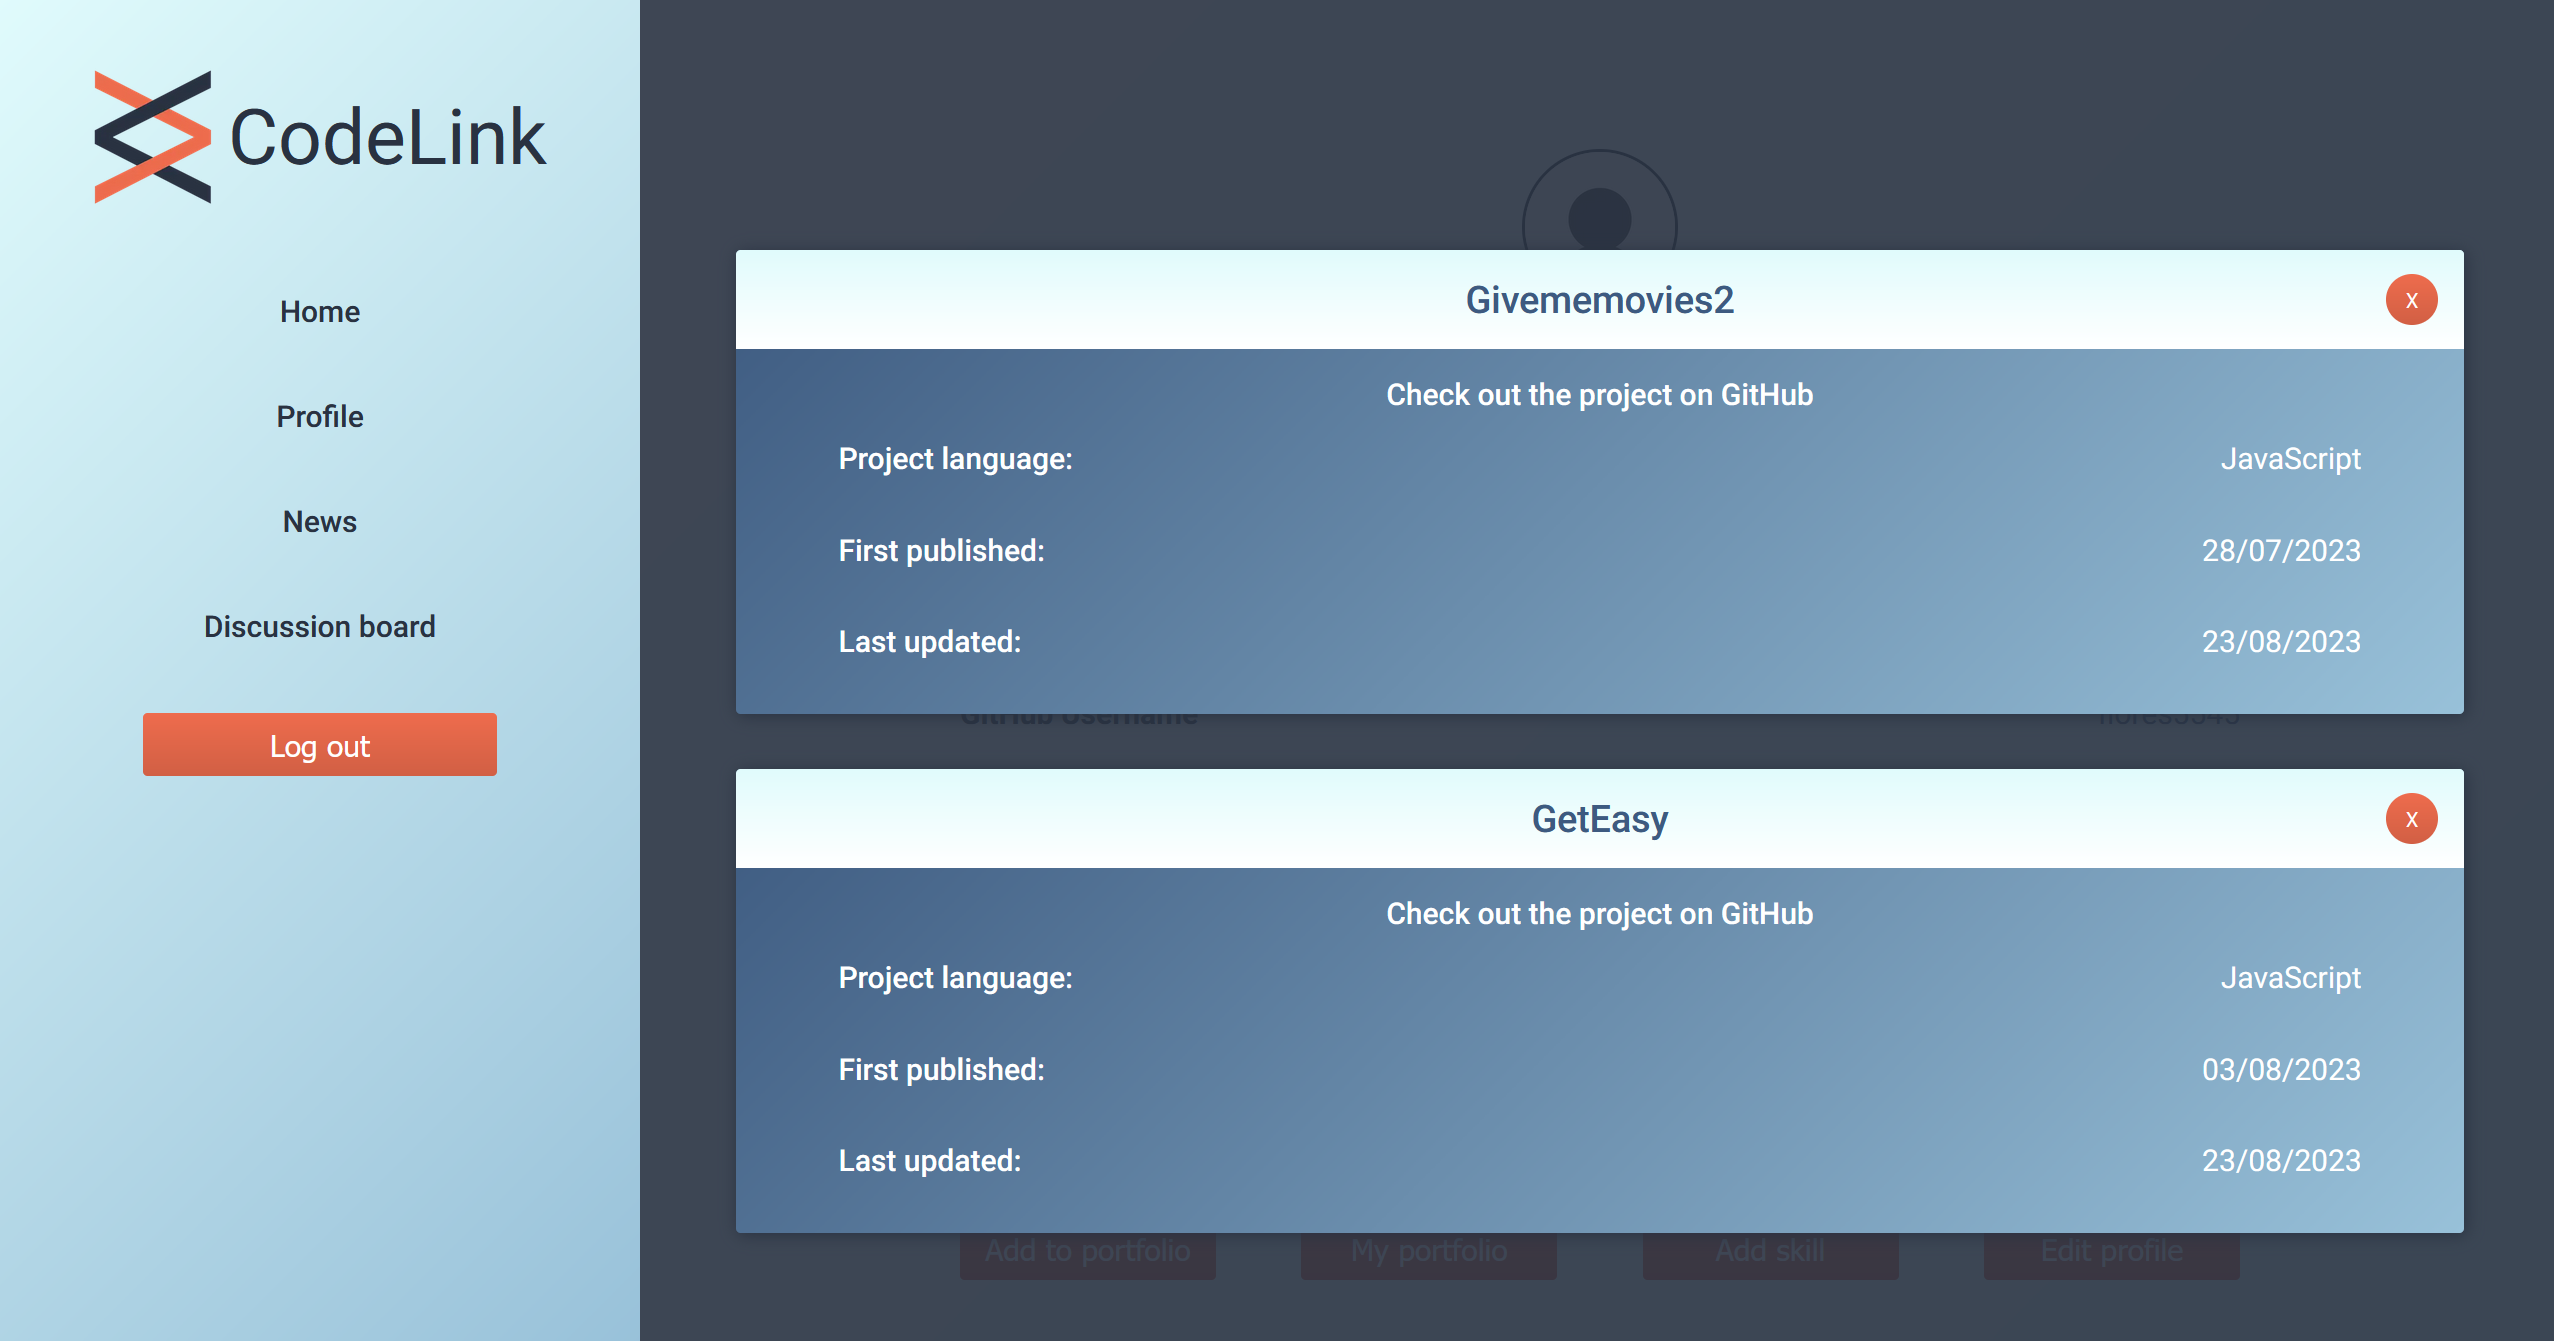 CodeLink
Home
Profile
News
Discussion board
Log out
Givememovies2
x
Check out the project on GitHub
Project language: JavaScript
First published: 28/07/2023
Last updated: 23/08/2023
GitHub Username
GetEasy
x
Check out the project on GitHub
Project language: JavaScript
First published: 03/08/2023
Last updated: 23/08/2023
Add to portfolio My portfolio Add skill Edit profile